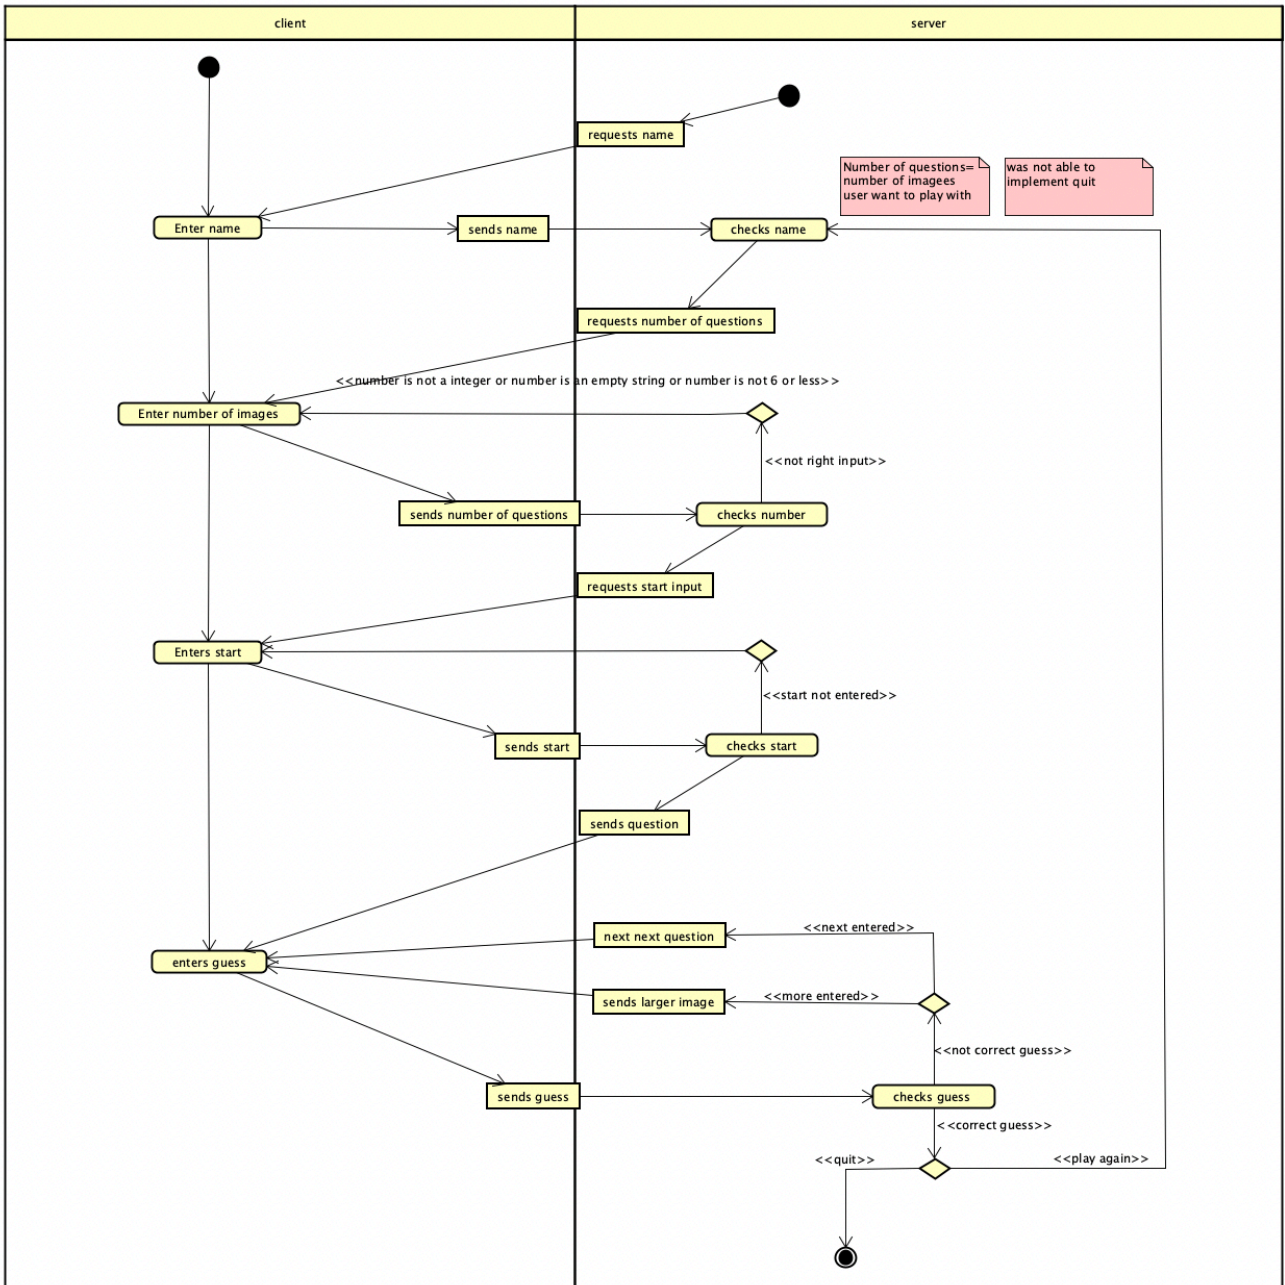 client
server
requests name
Number of questions=
number of imagees
user want to play with
was not able to
implement quit
Enter name
sends name
checks name
requests number of questions
<<number is not a integer or number is an empty string or number is not 6 or less>>
Enter number of images
<<not right input>>
sends number of questions
checks number
requests start input
Enters start
<<start not entered>>
sends start
checks start
sends question
<<next entered>>
next next question
enters guess
<<more entered>>
sends larger image
<<not correct guess>>
sends guess
checks guess
<<correct guess>>
<<quit>>
<<play again>>